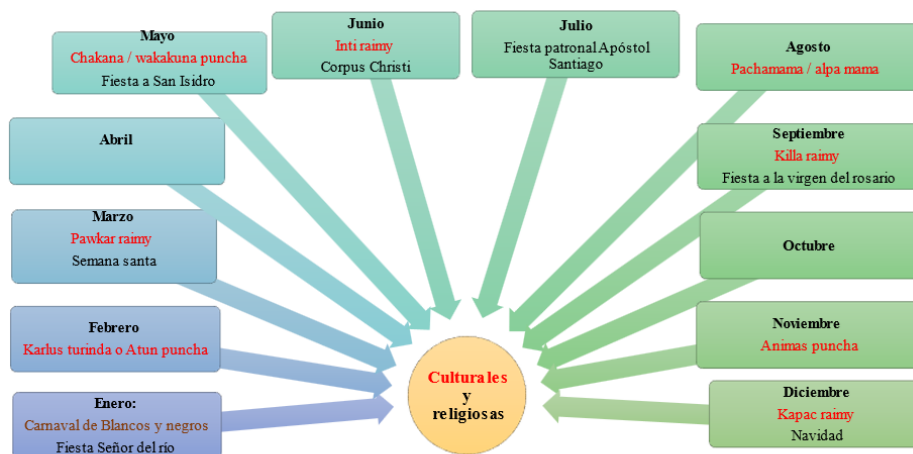 Enero:
Carnaval de Blancos y negros
Fiesta Señor del río
Febrero
Karlus turinda o Atun puncha
Marzo
Pawkar raimy
Semana santa
Abril
Mayo
Chakana / wakakuna puncha
Fiesta a San Isidro
Junio
Inti raimy
Corpus Christi
Julio
Fiesta patronal Apóstol
Santiago
Agosto
Pachamama / alpa mama
Septiembre
Killa raimy
Fiesta a la virgen del rosario
Octubre
Noviembre
Animas puncha
Diciembre
Kapac raimy
Navidad
Culturales
y
religiosas